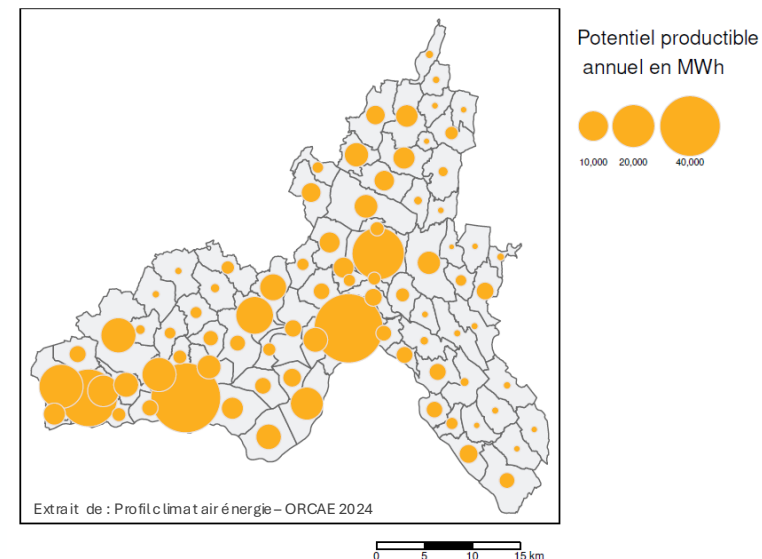 Potentiel productible
annuel en MWh
10,000 20,000 40,000
Extrait de : Profil climat air énergie – ORCAE 2024
0 5 10 15 km